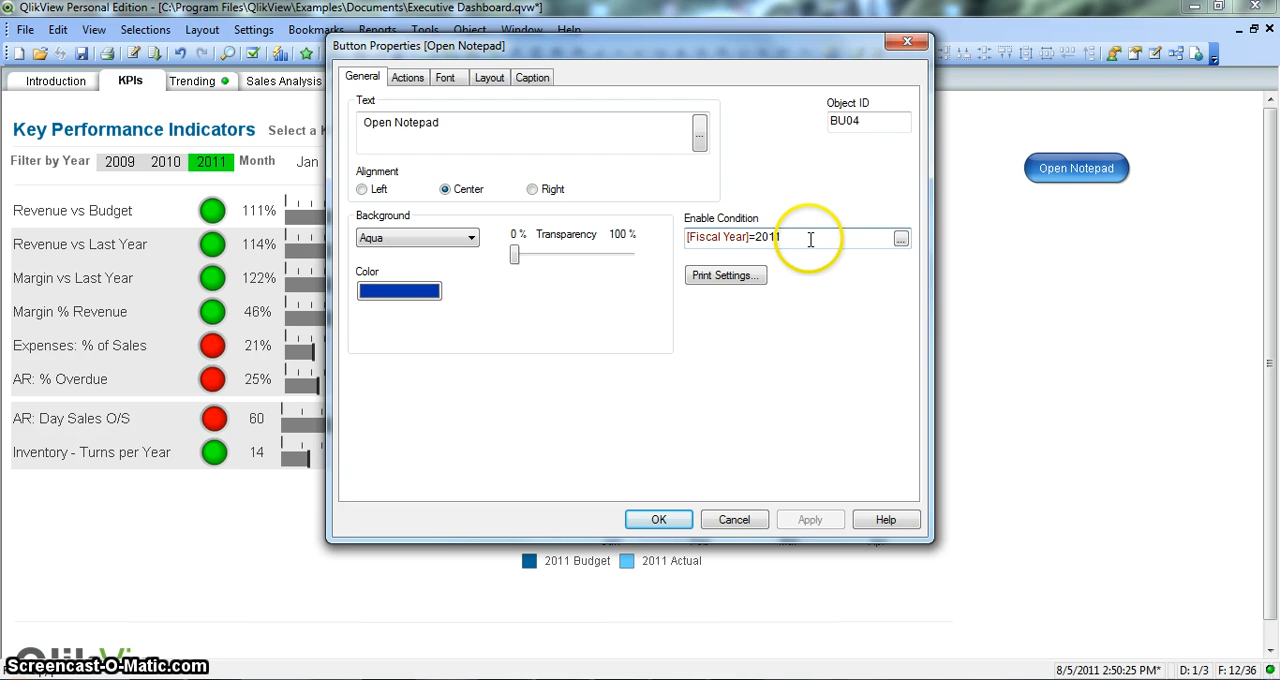 QlikView Personal Edition - [C:\Program Files\QlikView\Examples\Documents\Executive Dashboard.qvw*]
File Edit View Selections Layout Settings Bookmarks Reports Tools Object Window Help
Button Properties [Open Notepad]
Introduction KPIs Trending Sales Analysis
General Actions Font Layout Caption
Text
Object ID
Open Notepad
...
BU04
Key Performance Indicators Select a
Filter by Year 2009 2010 2011 Month Jan
Open Notepad
Alignment
Left Center Right
Revenue vs Budget 111%
Background
Enable Condition
Aqua
0 % Transparency 100 %
[Fiscal Year]=2011
...
Revenue vs Last Year 114%
Color
Print Settings...
Margin vs Last Year 122%
Margin % Revenue 46%
Expenses: % of Sales 21%
AR: % Overdue 25%
AR: Day Sales O/S 60
Inventory - Turns per Year 14
OK Cancel Apply Help
2011 Budget 2011 Actual
Screencast-O-Matic.com
8/5/2011 2:50:25 PM* D: 1/3 F: 12/36